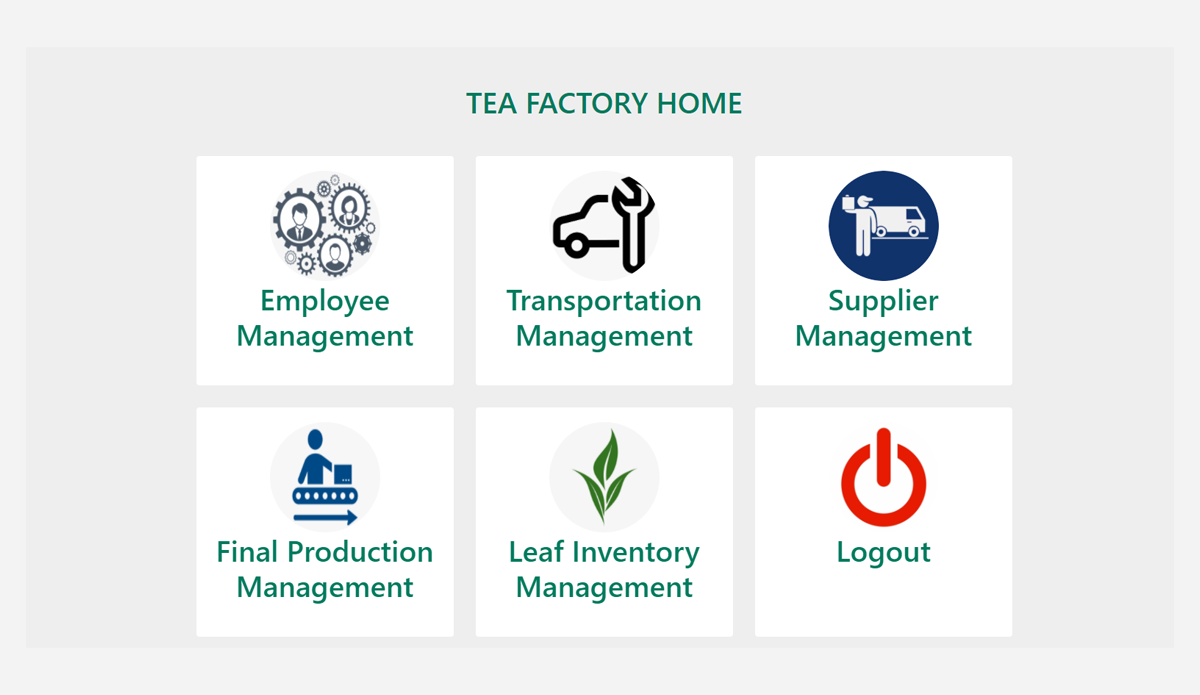 TEA FACTORY HOME
Employee
Management
Transportation
Management
Supplier
Management
Final Production
Management
Leaf Inventory
Management
Logout